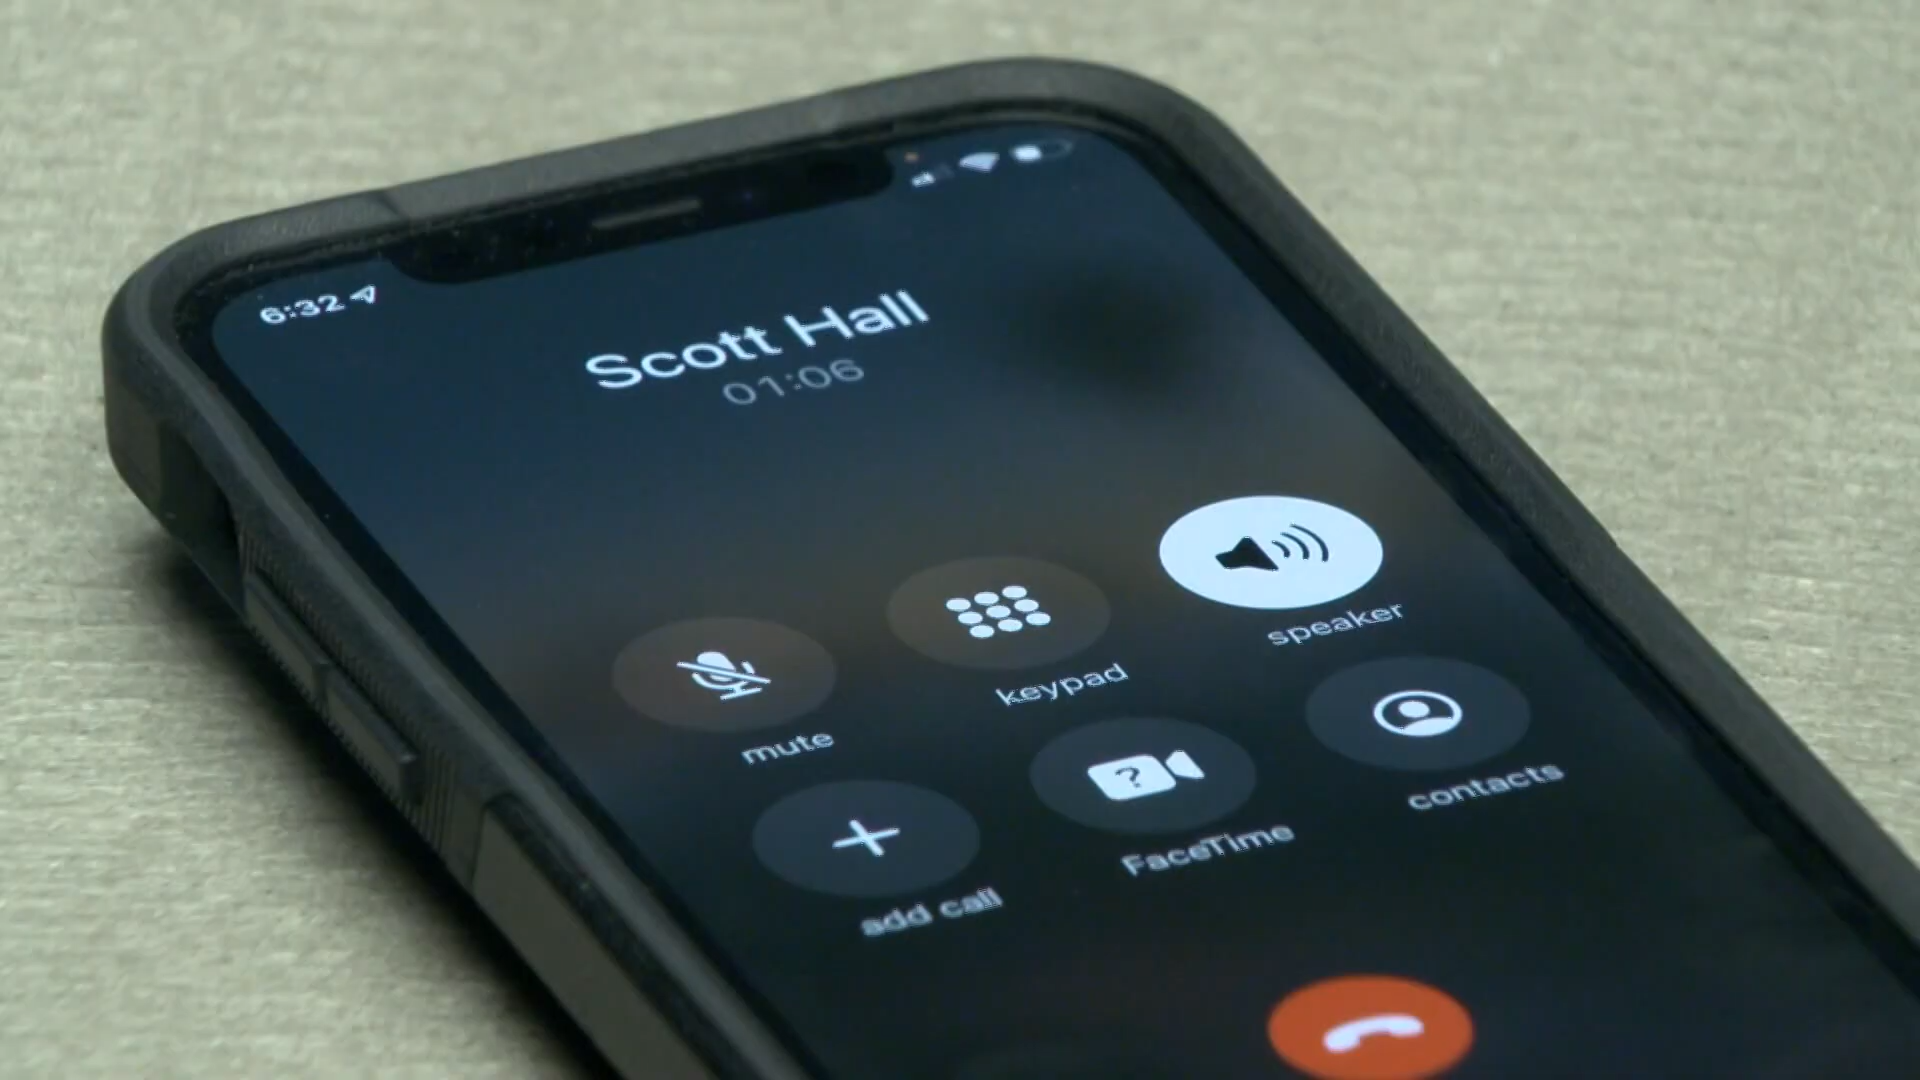 6:32
Scott Hall
01:06
mute
keypad
speaker
add call
FaceTime
contacts